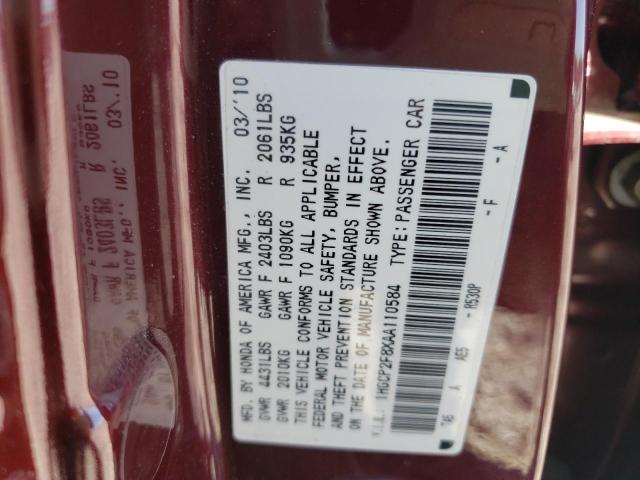 MFD. BY HONDA OF AMERICA MFG., INC. 03/'10
GVWR 4431LBS GAWR F 2403LBS R 2061LBS
GVWR 2010KG GAWR F 1090KG R 935KG
THIS VEHICLE CONFORMS TO ALL APPLICABLE
FEDERAL MOTOR VEHICLE SAFETY, BUMPER,
AND THEFT PREVENTION STANDARDS IN EFFECT
ON THE DATE OF MANUFACTURE SHOWN ABOVE.
V.I.N.: 1HGCP2F8XAA110584 TYPE: PASSENGER CAR
A AE5 - R530P - F - A